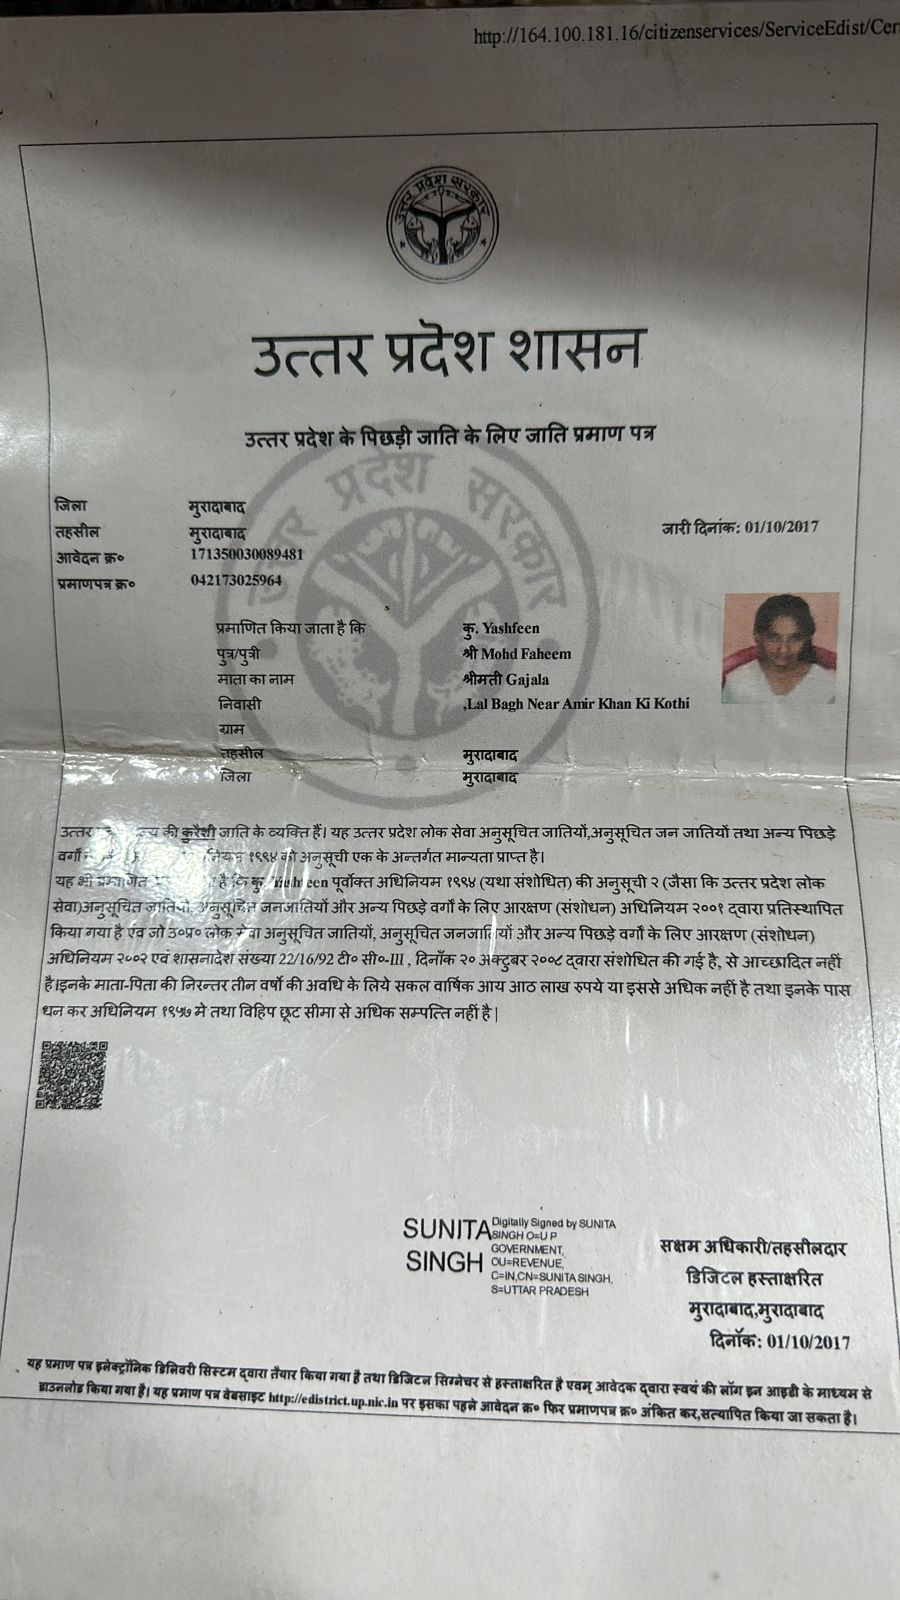 http://164.100.181.16/citizenservices/ServiceEdist/Cer
उत्तर प्रदेश सरकार
उत्तर प्रदेश शासन
उत्तर प्रदेश के पिछड़ी जाति के लिए जाति प्रमाण पत्र
जिला मुरादाबाद
तहसील मुरादाबाद जारी दिनांक: 01/10/2017
आवेदन क्र० 171350030089481
प्रमाणपत्र क्र० 042173025964
प्रमाणित किया जाता है कि कु. Yashfeen
पुत्र/पुत्री श्री Mohd Faheem
माता का नाम श्रीमती Gajala
निवासी ,Lal Bagh Near Amir Khan Ki Kothi
ग्राम
तहसील मुरादाबाद
जिला मुरादाबाद
उत्तर की कुरैशी जाति के व्यक्ति हैं। यह उत्तर प्रदेश लोक सेवा अनुसूचित जातियों,अनुसूचित जन जातियों तथा अन्य पिछड़े
वर्गों १९९४ की अनुसूची एक के अन्तर्गत मान्यता प्राप्त है।
यह भी है कि कु. Yashfeen पूर्वोक्त अधिनियम १९९४ (यथा संशोधित) की अनुसूची २ (जैसा कि उत्तर प्रदेश लोक
सेवा)अनुसूचित जातियों, अनुसूचित जनजातियों और अन्य पिछड़े वर्गों के लिए आरक्षण (संशोधन) अधिनियम २००१ द्वारा प्रतिस्थापित
किया गया है एंव जो उ०प्र० लोक सेवा अनुसूचित जातियों, अनुसूचित जनजातियों और अन्य पिछड़े वर्गों के लिए आरक्षण (संशोधन)
अधिनियम २००२ एवं शासनादेश संख्या 22/16/92 टी० सी०-III , दिनाँक २० अक्टुबर २००८ द्वारा संशोधित की गई है, से आच्छादित नहीं
है।इनके माता-पिता की निरन्तर तीन वर्षो की अवधि के लिये सकल वार्षिक आय आठ लाख रुपये या इससे अधिक नहीं है तथा इनके पास
धन कर अधिनियम १९५७ मे तथा विहिप छूट सीमा से अधिक सम्पत्ति नहीं है |
SUNITA SINGH
Digitally Signed by SUNITA
SINGH O=U P
GOVERNMENT,
OU=REVENUE,
C=IN,CN=SUNITA SINGH,
S=UTTAR PRADESH
सक्षम अधिकारी/तहसीलदार
डिजिटल हस्ताक्षरित
मुरादाबाद,मुरादाबाद
दिनाँक: 01/10/2017
यह प्रमाण पत्र इलेक्ट्रॉनिक डिलिवरी सिस्टम द्वारा तैयार किया गया है तथा डिजिटल सिग्नेचर से हस्ताक्षरित है एवम् आवेदक द्वारा स्वयं की लॉग इन आइडी के माध्यम से
डाउनलोड किया गया है। यह प्रमाण पत्र वेबसाइट http://edistrict.up.nic.in पर इसका पहले आवेदन क्र० फिर प्रमाणपत्र क्र० अंकित कर,सत्यापित किया जा सकता है।